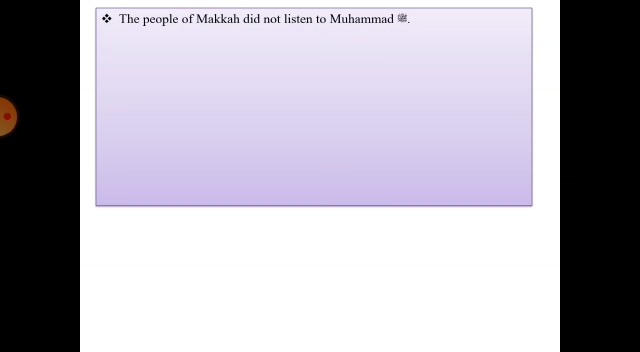 ❖ The people of Makkah did not listen to Muhammad ﷺ.